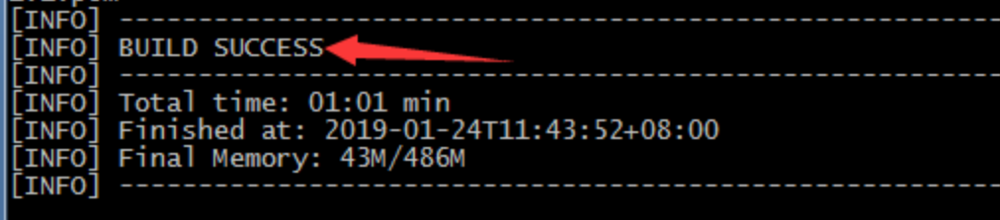 [INFO] ------------------------------------------------------------------------
[INFO] BUILD SUCCESS
[INFO] ------------------------------------------------------------------------
[INFO] Total time: 01:01 min
[INFO] Finished at: 2019-01-24T11:43:52+08:00
[INFO] Final Memory: 43M/486M
[INFO] ------------------------------------------------------------------------